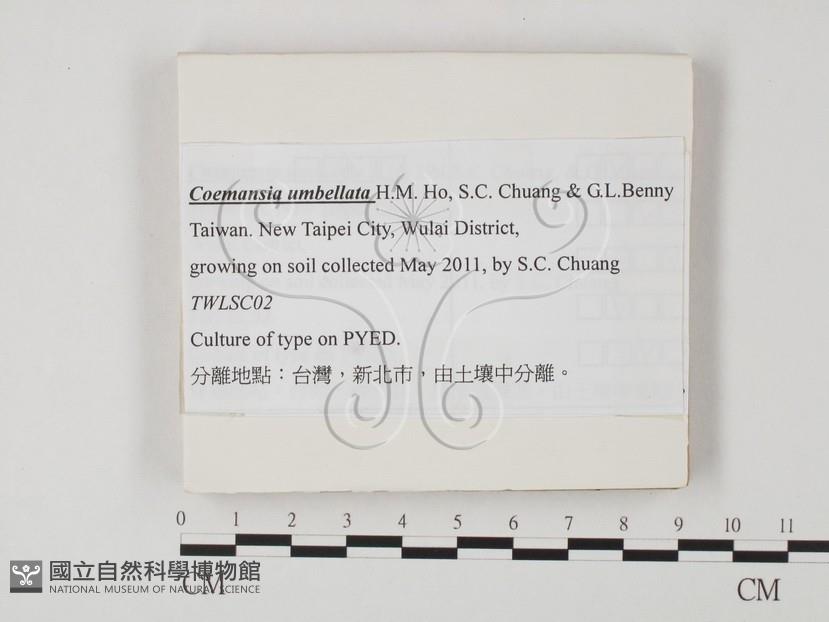 Coemansia umbellata H.M. Ho, S.C. Chuang & G.L.Benny
Taiwan. New Taipei City, Wulai District,
growing on soil collected May 2011, by S.C. Chuang
TWLSC02
Culture of type on PYED.
分離地點：台灣，新北市，由土壤中分離。
0 1 2 3 4 5 6 7 8 9 10 11
CM CM
國立自然科學博物館
NATIONAL MUSEUM OF NATURAL SCIENCE